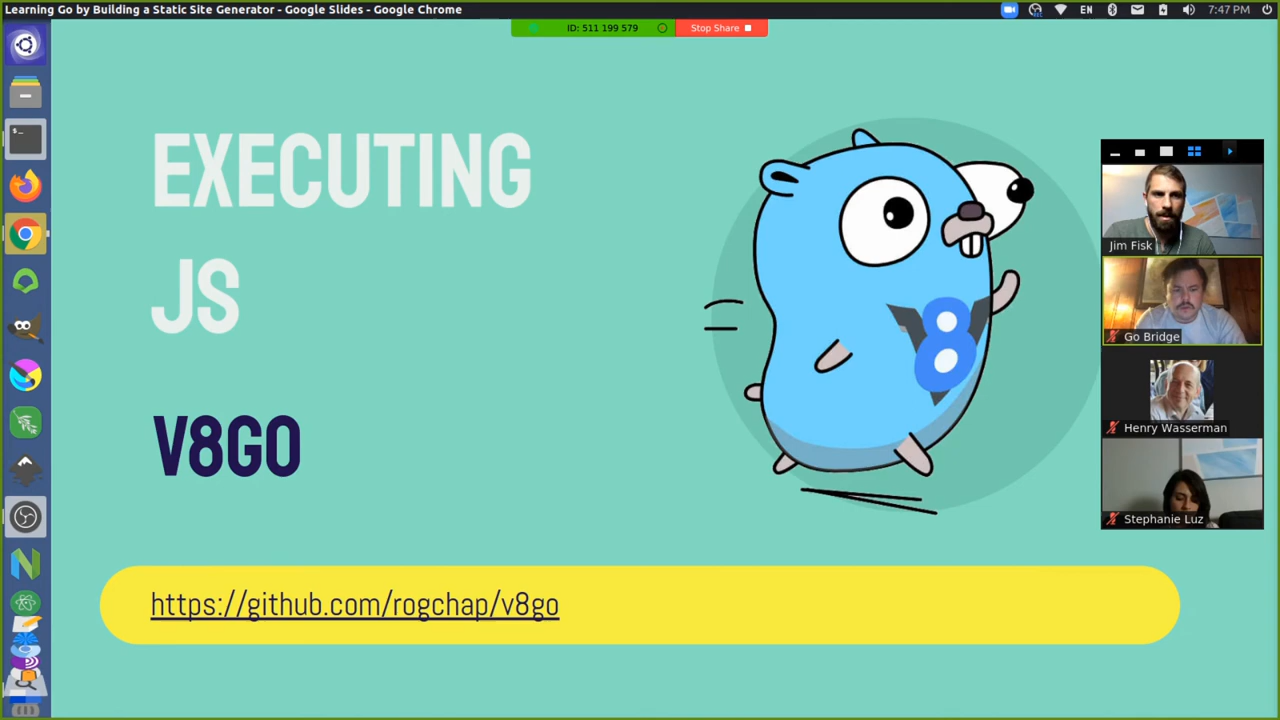 Learning Go by Building a Static Site Generator - Google Slides - Google Chrome
EN
7:47 PM
ID: 511 199 579
Stop Share
EXECUTING
JS
V8GO
V8
https://github.com/rogchap/v8go
Jim Fisk
Go Bridge
Henry Wasserman
Stephanie Luz